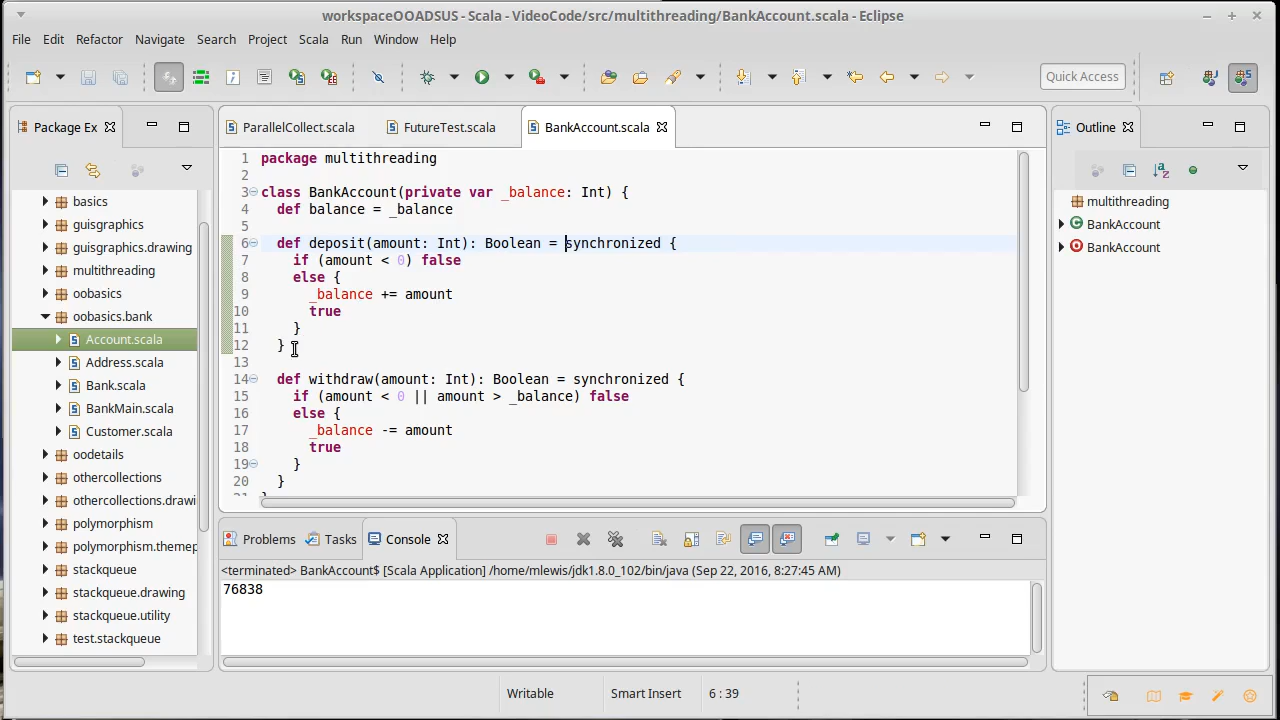 workspaceOOADSUS - Scala - VideoCode/src/multithreading/BankAccount.scala - Eclipse
File Edit Refactor Navigate Search Project Scala Run Window Help
Quick Access
Package Ex
basics
guisgraphics
guisgraphics.drawing
multithreading
oobasics
oobasics.bank
Account.scala
Address.scala
Bank.scala
BankMain.scala
Customer.scala
oodetails
othercollections
othercollections.drawi
polymorphism
polymorphism.themep
stackqueue
stackqueue.drawing
stackqueue.utility
test.stackqueue
ParallelCollect.scala FutureTest.scala BankAccount.scala
1 package multithreading
2
3 class BankAccount(private var _balance: Int) {
4 def balance = _balance
5
6 def deposit(amount: Int): Boolean = synchronized {
7 if (amount < 0) false
8 else {
9 _balance += amount
10 true
11 }
12 }
13
14 def withdraw(amount: Int): Boolean = synchronized {
15 if (amount < 0 || amount > _balance) false
16 else {
17 _balance -= amount
18 true
19 }
20 }
Outline
multithreading
BankAccount
BankAccount
Problems Tasks Console
<terminated> BankAccount$ [Scala Application] /home/mlewis/jdk1.8.0_102/bin/java (Sep 22, 2016, 8:27:45 AM)
76838
Writable Smart Insert 6 : 39